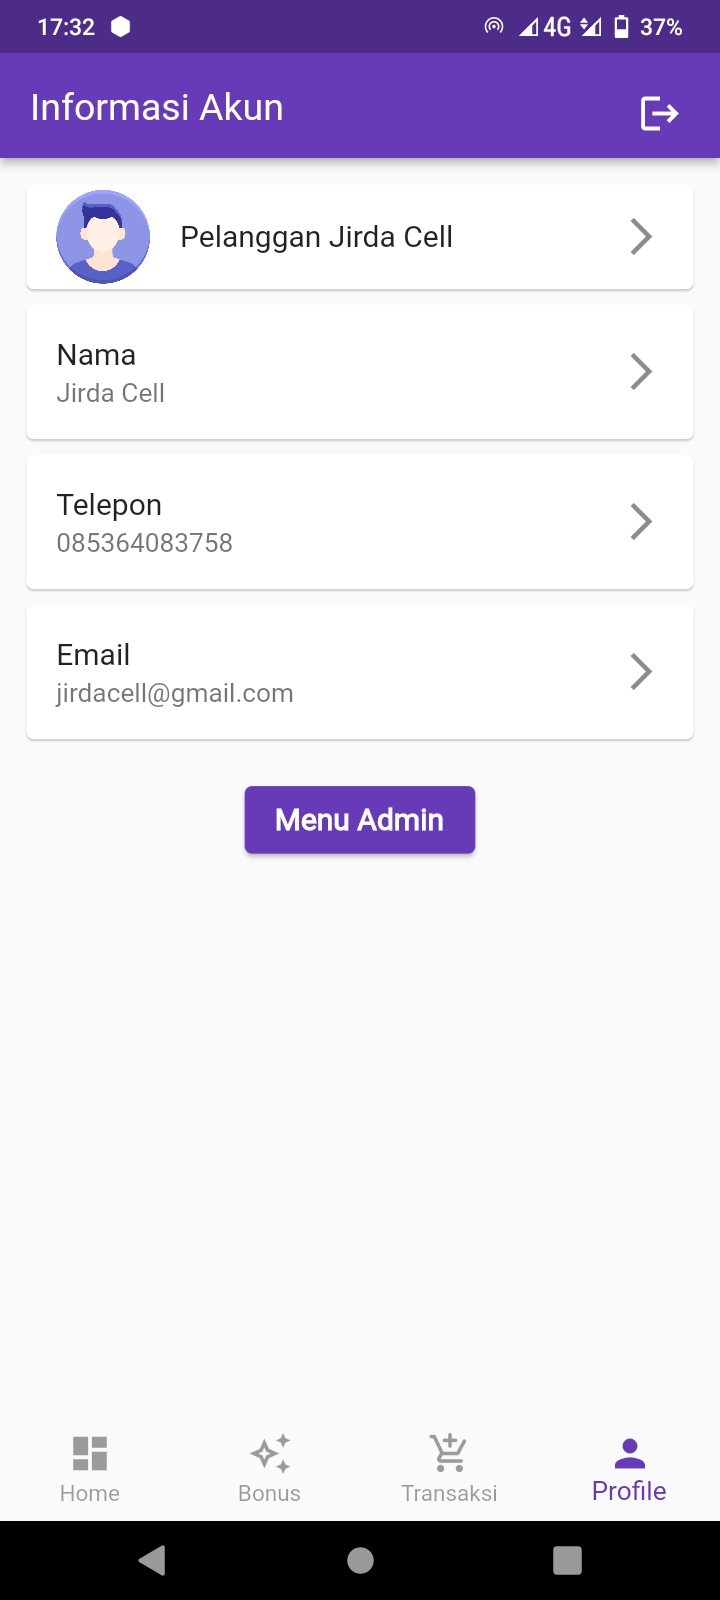 17:32
4G
37%
Informasi Akun
Pelanggan Jirda Cell
Nama
Jirda Cell
Telepon
085364083758
Email
jirdacell@gmail.com
Menu Admin
Home
Bonus
Transaksi
Profile